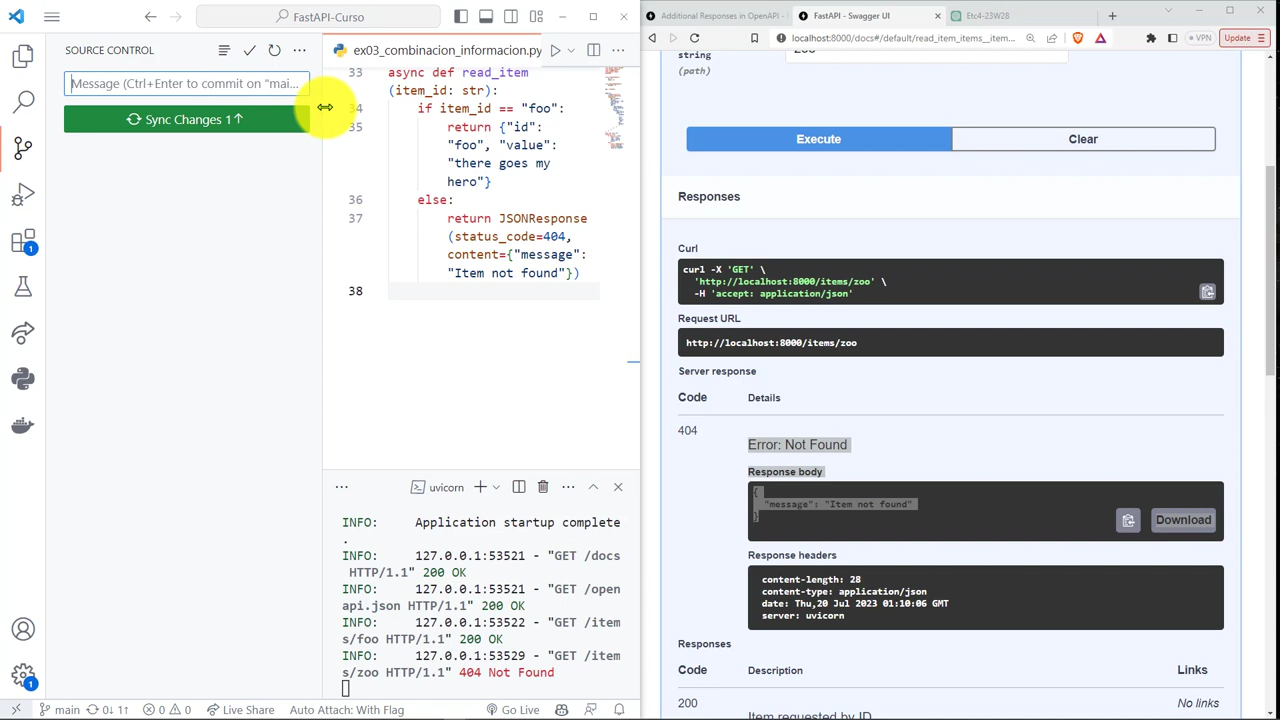 FastAPI-Curso
SOURCE CONTROL
Message (Ctrl+Enter to commit on "mai...
Sync Changes 1↑
1
1
ex03_combinacion_informacion.py
33
async def read_item
(item_id: str):
34
if item_id == "foo":
35
return {"id":
"foo", "value":
"there goes my
hero"}
36
else:
37
return JSONResponse
(status_code=404,
content={"message":
"Item not found"})
38
uvicorn
INFO: Application startup complete
.
INFO: 127.0.0.1:53521 - "GET /docs
HTTP/1.1" 200 OK
INFO: 127.0.0.1:53521 - "GET /open
api.json HTTP/1.1" 200 OK
INFO: 127.0.0.1:53522 - "GET /item
s/foo HTTP/1.1" 200 OK
INFO: 127.0.0.1:53529 - "GET /item
s/zoo HTTP/1.1" 404 Not Found
main 0↓ 1↑ 0 0 Live Share Auto Attach: With Flag Go Live
Additional Responses in OpenAPI -
FastAPI - Swagger UI
Etc4-23W28
localhost:8000/docs#/default/read_item_items__item...
VPN
Update
string
(path)
Execute
Clear
Responses
Curl
curl -X 'GET' \
'http://localhost:8000/items/zoo' \
-H 'accept: application/json'
Request URL
http://localhost:8000/items/zoo
Server response
Code Details
404
Error: Not Found
Response body
{
"message": "Item not found"
}
Download
Response headers
content-length: 28
content-type: application/json
date: Thu,20 Jul 2023 01:10:06 GMT
server: uvicorn
Responses
Code Description Links
200 No links
Item requested by ID